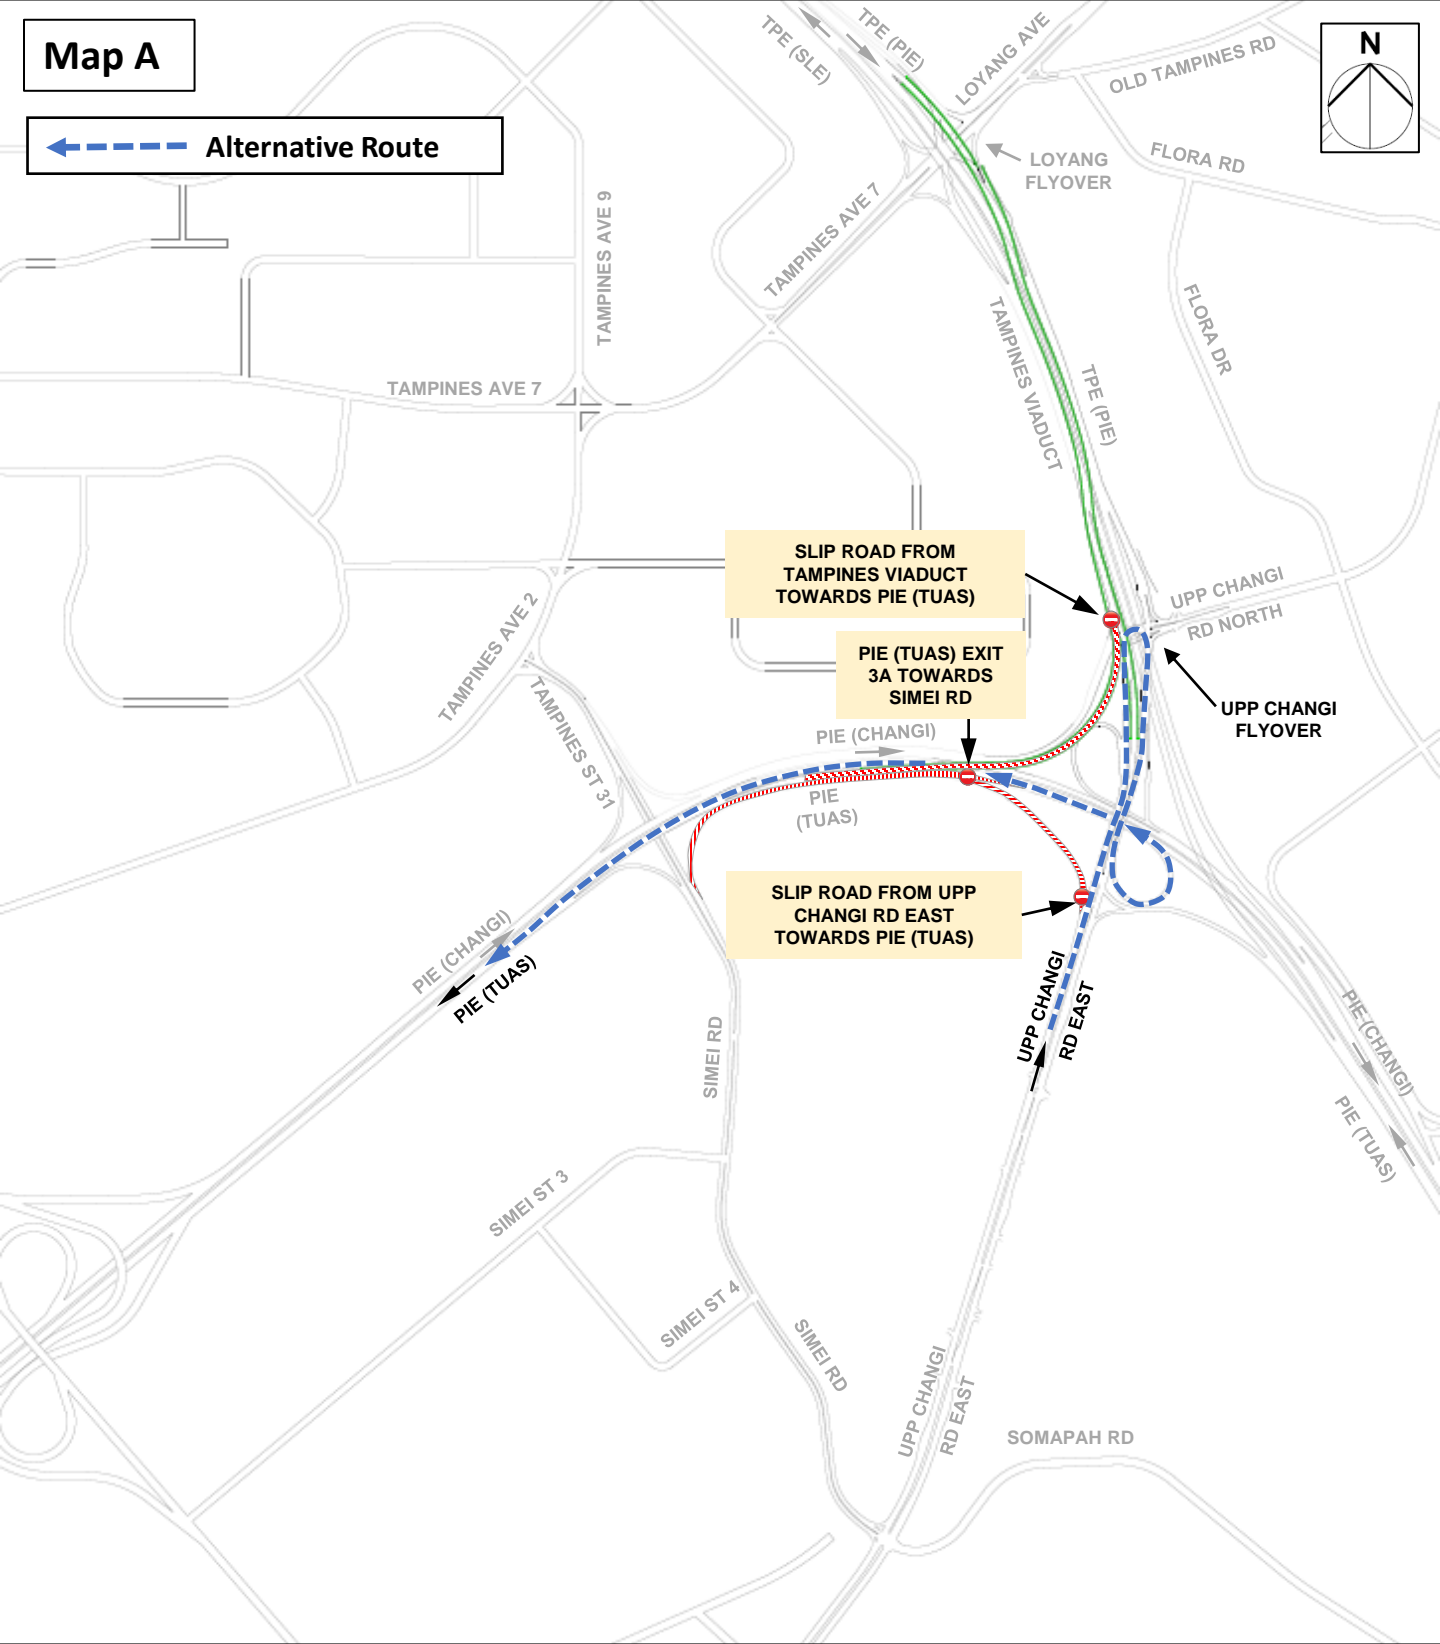 Map A
N
Alternative Route
TPE (SLE)
TPE (PIE)
LOYANG AVE
OLD TAMPINES RD
LOYANG
FLYOVER
FLORA RD
TAMPINES AVE 9
TAMPINES AVE 7
FLORA DR
TAMPINES VIADUCT
TPE (PIE)
TAMPINES AVE 7
SLIP ROAD FROM
TAMPINES VIADUCT
TOWARDS PIE (TUAS)
UPP CHANGI
RD NORTH
TAMPINES AVE 2
PIE (TUAS) EXIT
3A TOWARDS
SIMEI RD
UPP CHANGI
FLYOVER
TAMPINES ST 31
PIE (CHANGI)
PIE
(TUAS)
SLIP ROAD FROM UPP
CHANGI RD EAST
TOWARDS PIE (TUAS)
PIE (CHANGI)
PIE (TUAS)
UPP CHANGI
RD EAST
SIMEI RD
PIE (CHANGI)
PIE (TUAS)
SIMEI ST 3
SIMEI ST 4
SIMEI RD
UPP CHANGI
RD EAST
SOMAPAH RD